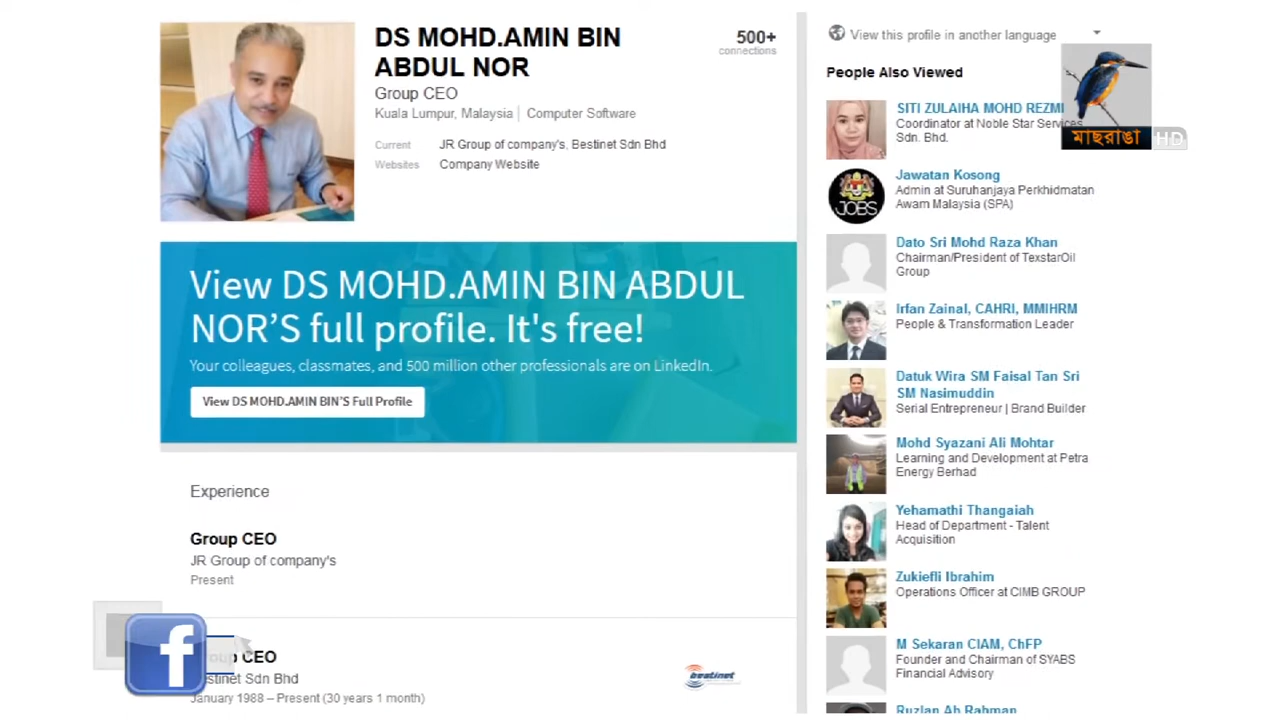 DS MOHD.AMIN BIN
ABDUL NOR
Group CEO
Kuala Lumpur, Malaysia | Computer Software
Current JR Group of company's, Bestinet Sdn Bhd
Websites Company Website
500+
connections
View DS MOHD.AMIN BIN ABDUL
NOR'S full profile. It's free!
Your colleagues, classmates, and 500 million other professionals are on LinkedIn.
View DS MOHD.AMIN BIN'S Full Profile
Experience
Group CEO
JR Group of company's
Present
CEO
Sdn Bhd
January 1988 – Present (30 years 1 month)
bestinet
f
View this profile in another language
People Also Viewed
SITI ZULAIHA MOHD REZMI
Coordinator at Noble Star Services
Sdn. Bhd.
Jawatan Kosong
Admin at Suruhanjaya Perkhidmatan
Awam Malaysia (SPA)
JOBS
Dato Sri Mohd Raza Khan
Chairman/President of TexstarOil
Group
Irfan Zainal, CAHRI, MMIHRM
People & Transformation Leader
Datuk Wira SM Faisal Tan Sri
SM Nasimuddin
Serial Entrepreneur | Brand Builder
Mohd Syazani Ali Mohtar
Learning and Development at Petra
Energy Berhad
Yehamathi Thangaiah
Head of Department - Talent
Acquisition
Zukiefli Ibrahim
Operations Officer at CIMB GROUP
M Sekaran CIAM, ChFP
Founder and Chairman of SYABS
Financial Advisory
Ruzlan Ab Rahman
মাছরাঙা HD